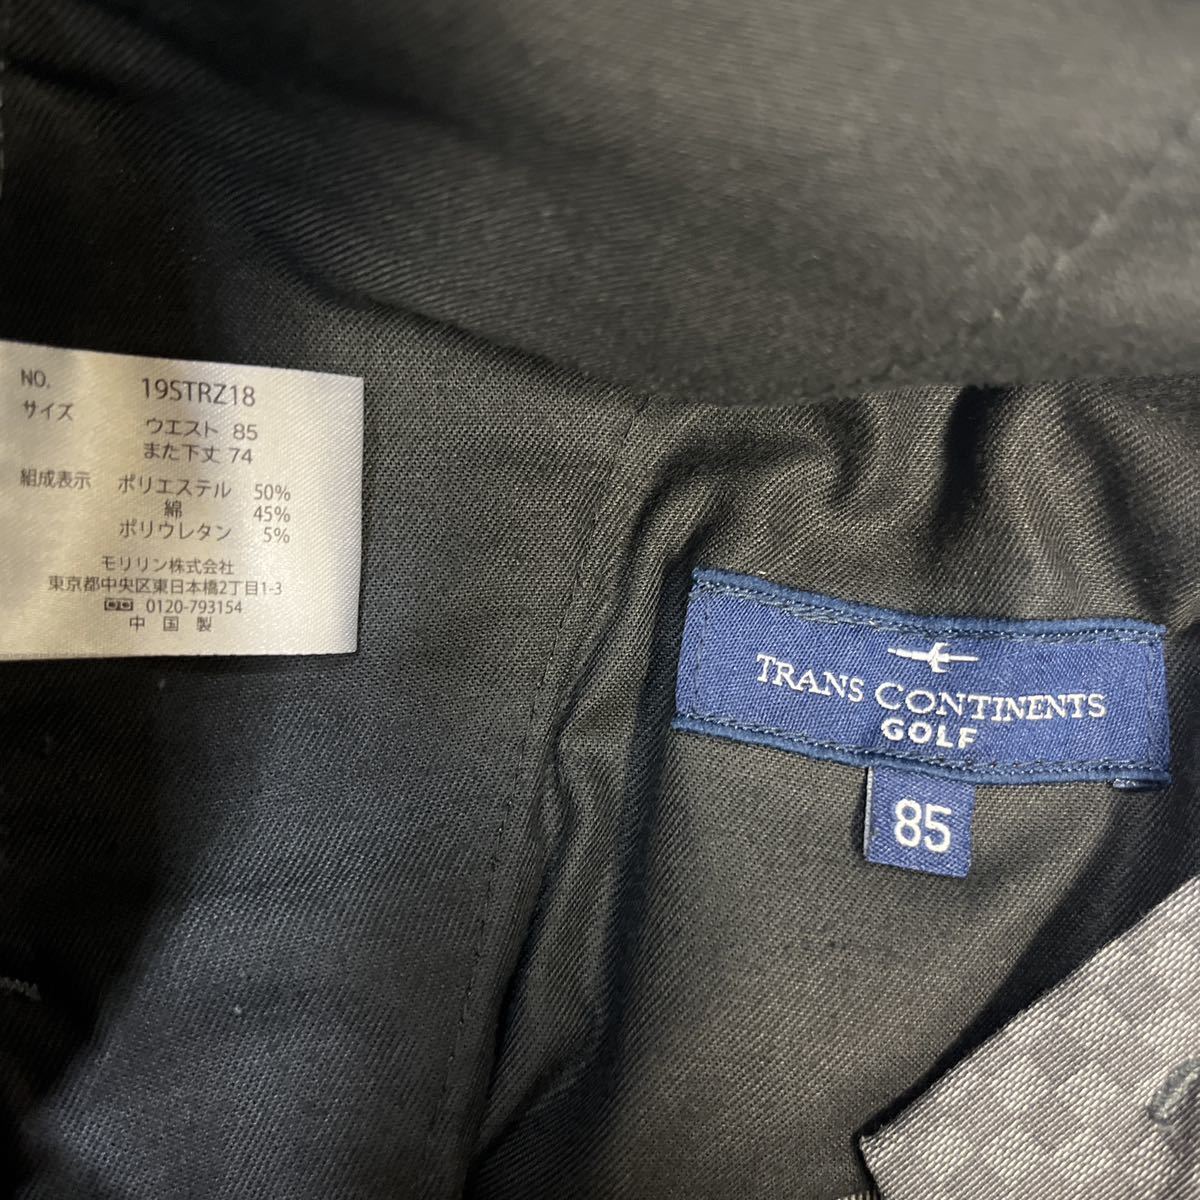 NO. 19STRZ18
サイズ ウエスト 85
また下丈 74
組成表示 ポリエステル 50%
綿 45%
ポリウレタン 5%
モリリン株式会社
東京都中央区東日本橋2丁目1-3
0120-793154
中国製
TRANS CONTINENTS
GOLF
85